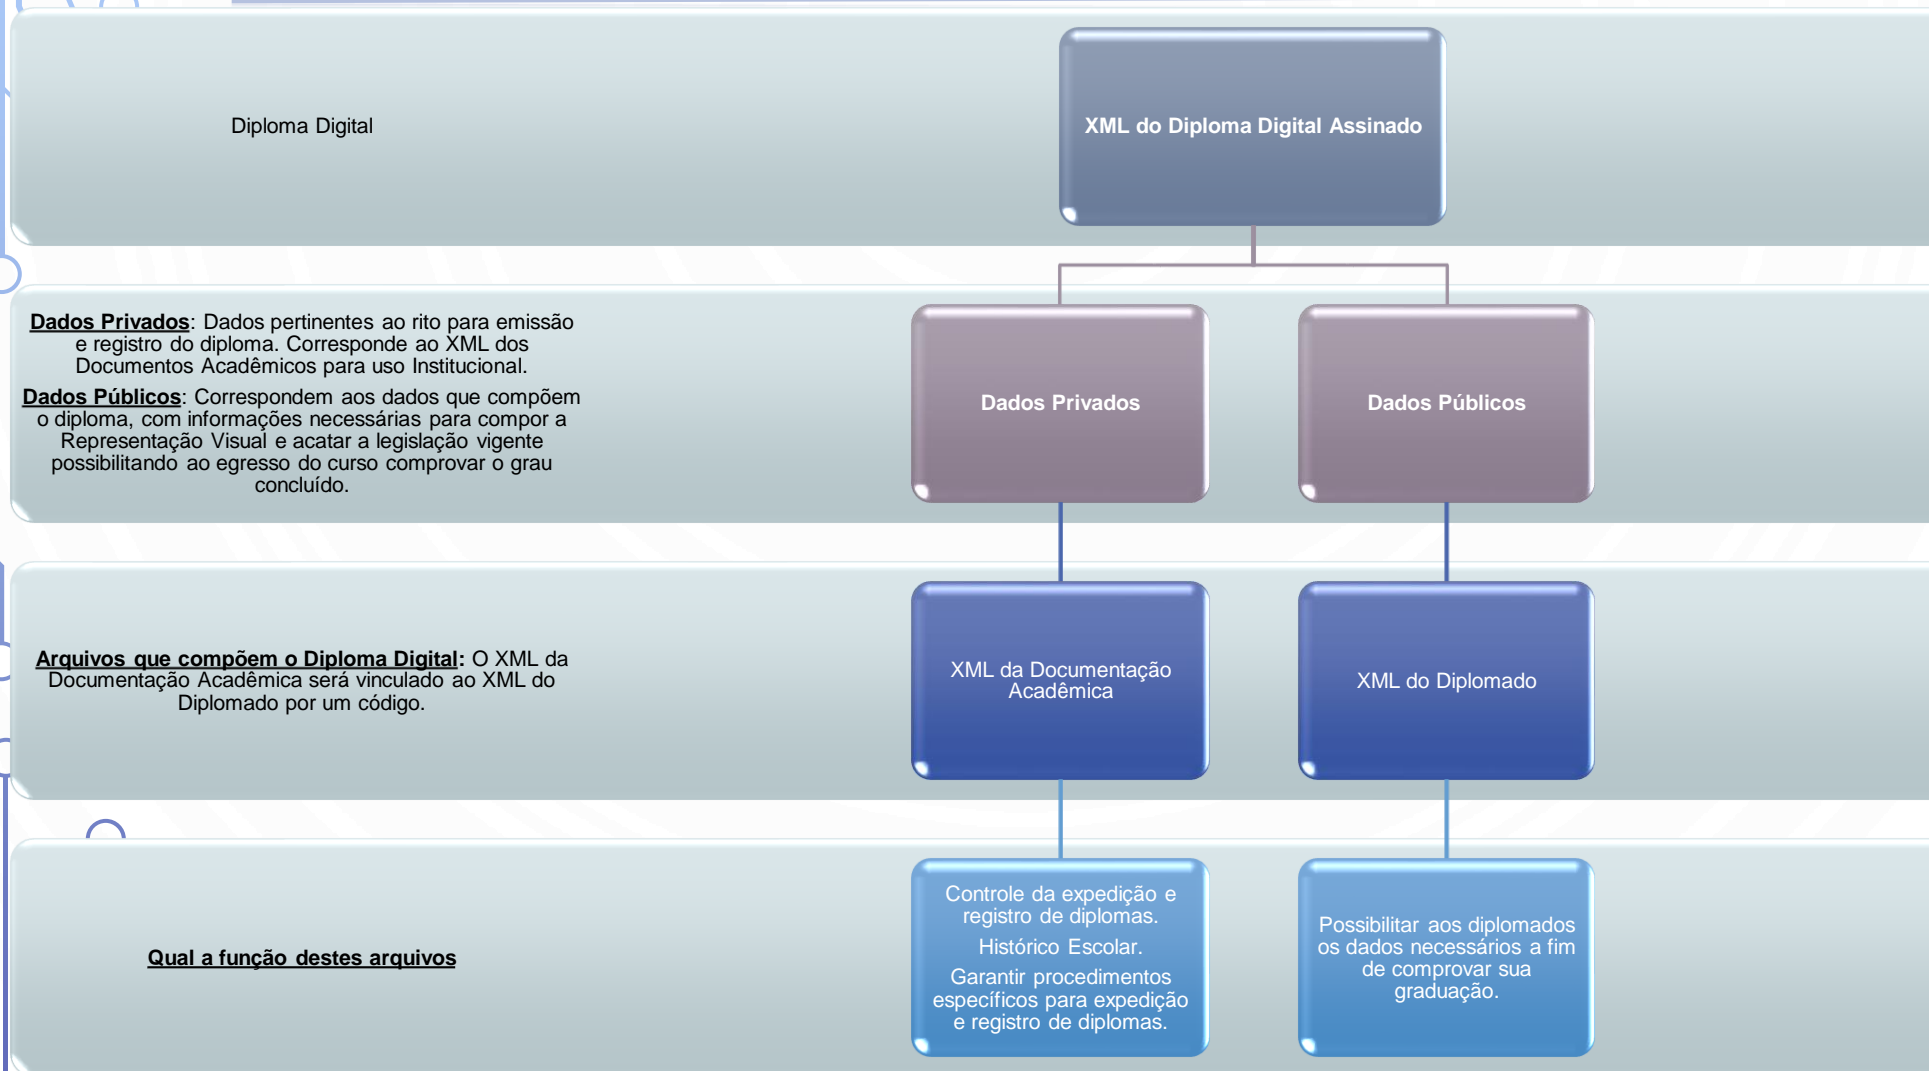 Diploma Digital
XML do Diploma Digital Assinado
Dados Privados: Dados pertinentes ao rito para emissão
e registro do diploma. Corresponde ao XML dos
Documentos Acadêmicos para uso Institucional.
Dados Públicos: Correspondem aos dados que compõem
o diploma, com informações necessárias para compor a
Representação Visual e acatar a legislação vigente
possibilitando ao egresso do curso comprovar o grau
concluído.
Dados Privados
Dados Públicos
Arquivos que compõem o Diploma Digital: O XML da
Documentação Acadêmica será vinculado ao XML do
Diplomado por um código.
XML da Documentação
Acadêmica
XML do Diplomado
Qual a função destes arquivos
Controle da expedição e
registro de diplomas.
Histórico Escolar.
Garantir procedimentos
específicos para expedição
e registro de diplomas.
Possibilitar aos diplomados
os dados necessários a fim
de comprovar sua
graduação.